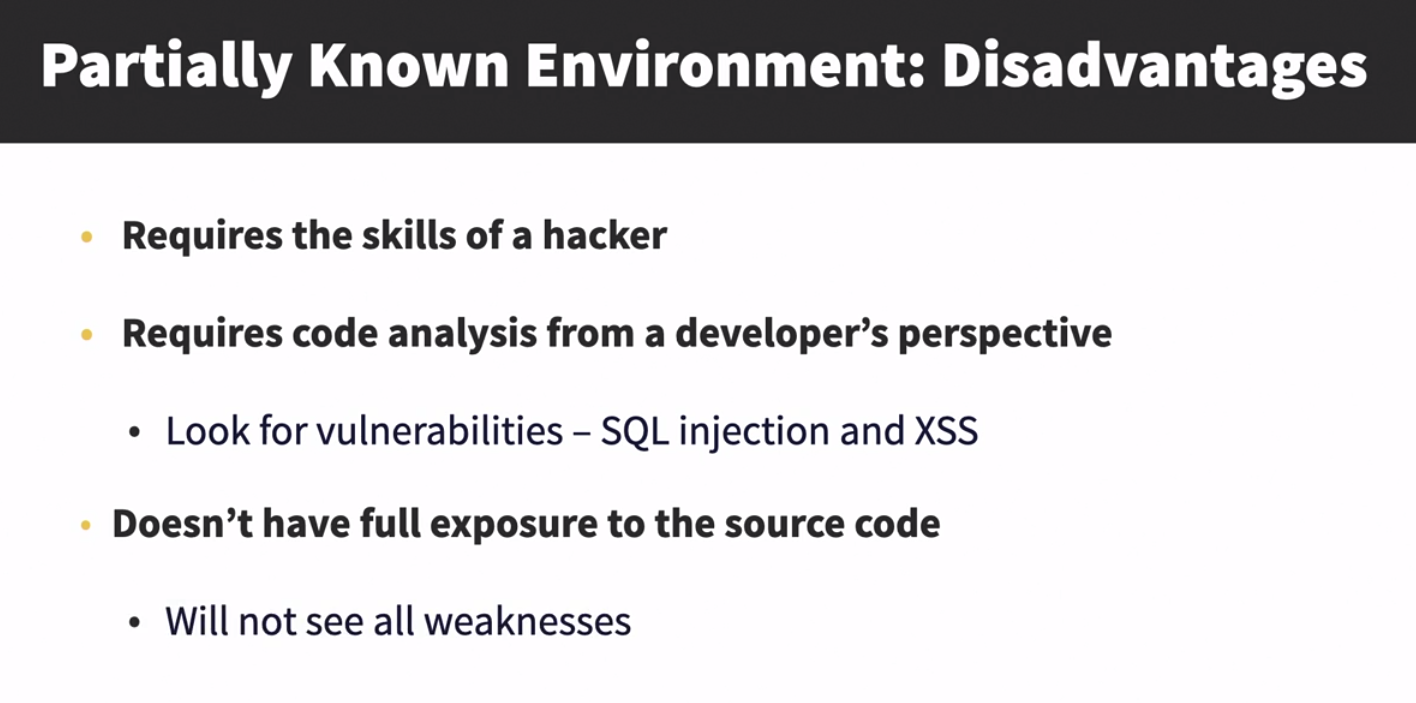 Partially Known Environment: Disadvantages
• Requires the skills of a hacker
• Requires code analysis from a developer’s perspective
• Look for vulnerabilities – SQL injection and XSS
• Doesn’t have full exposure to the source code
• Will not see all weaknesses